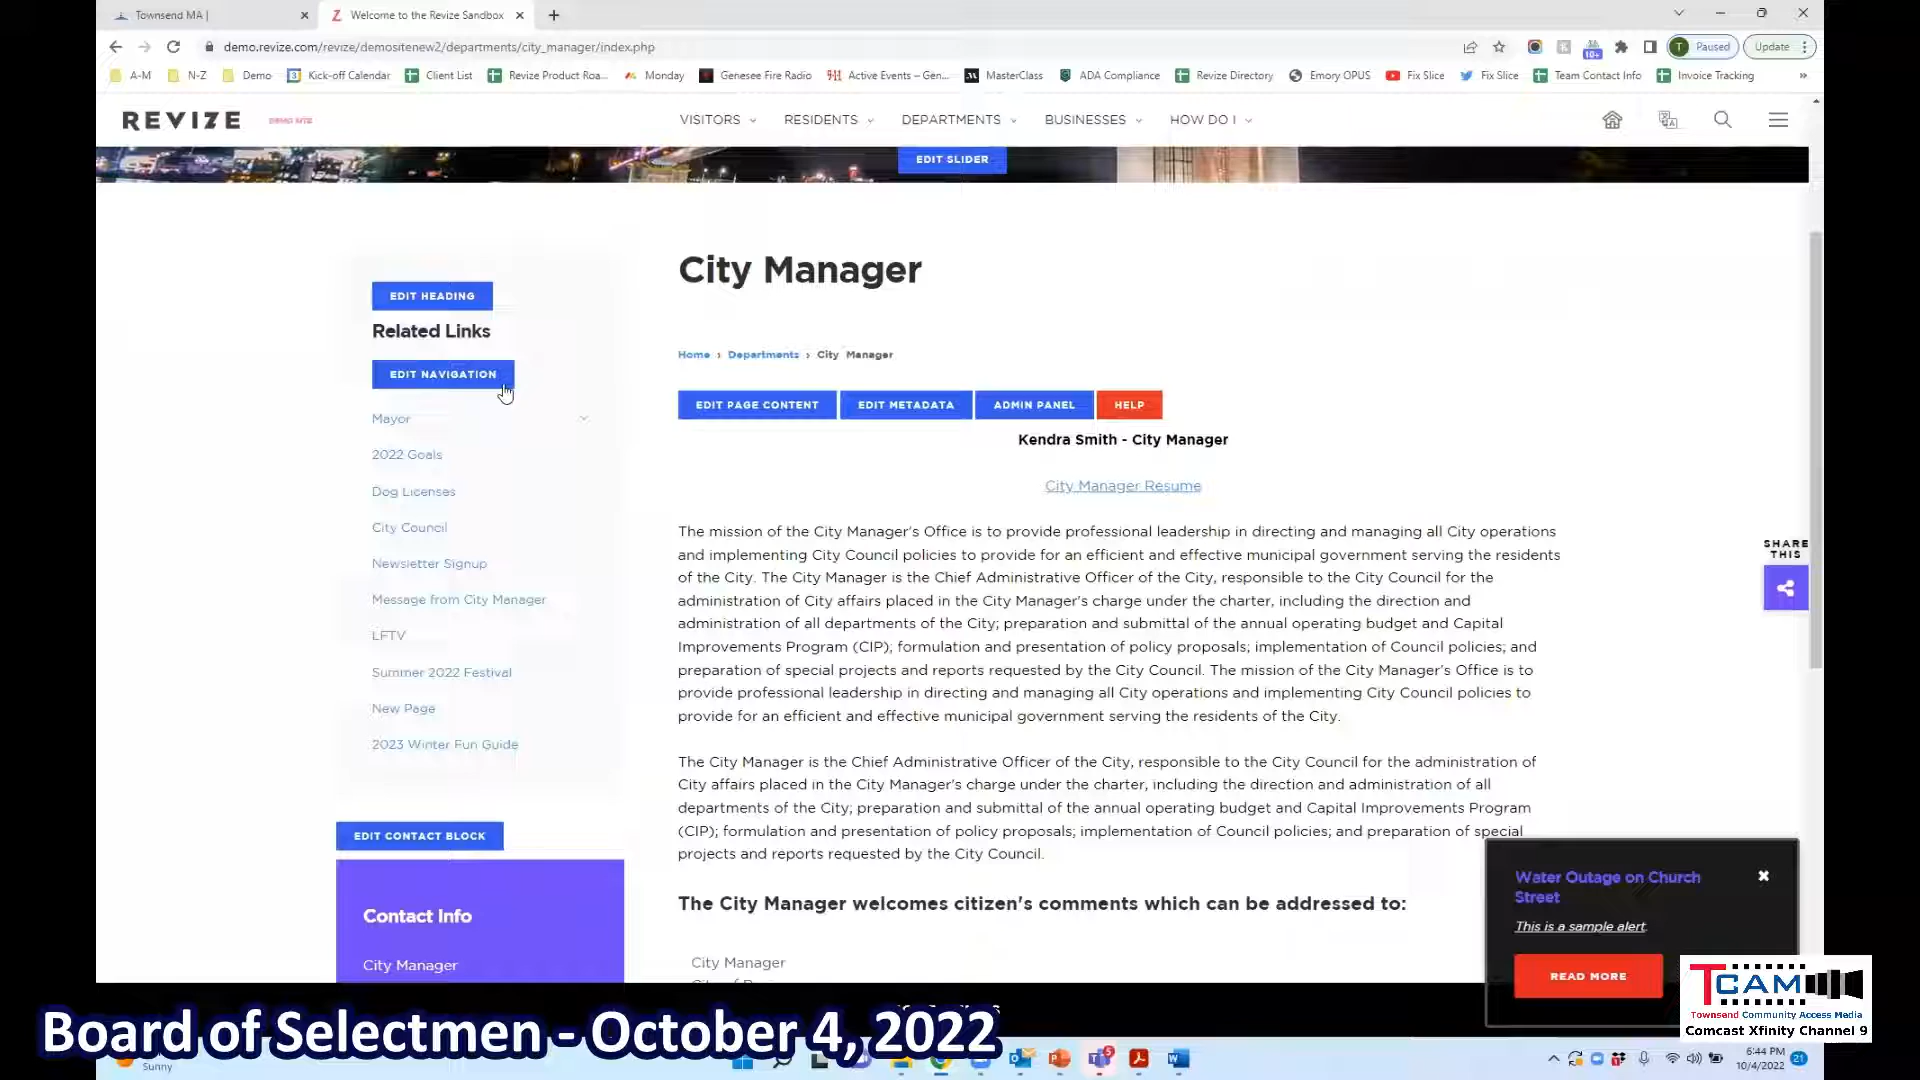 Townsend MA |
Welcome to the Revize Sandbox
demo.revize.com/revize/demositenew2/departments/city_manager/index.php
Paused
Update
A-M
N-Z
Demo
Kick-off Calendar
Client List
Revize Product Roa...
Monday
Genesee Fire Radio
Active Events – Gen...
MasterClass
ADA Compliance
Revize Directory
Emory OPUS
Fix Slice
Fix Slice
Team Contact Info
Invoice Tracking
REVIZE
DEMO SITE
VISITORS
RESIDENTS
DEPARTMENTS
BUSINESSES
HOW DO I
EDIT SLIDER
City Manager
EDIT HEADING
Related Links
EDIT NAVIGATION
Mayor
2022 Goals
Dog Licenses
City Council
Newsletter Signup
Message from City Manager
LFTV
Summer 2022 Festival
New Page
2023 Winter Fun Guide
EDIT CONTACT BLOCK
Contact Info
City Manager
Home › Departments › City Manager
EDIT PAGE CONTENT
EDIT METADATA
ADMIN PANEL
HELP
Kendra Smith - City Manager
City Manager Resume
The mission of the City Manager's Office is to provide professional leadership in directing and managing all City operations
and implementing City Council policies to provide for an efficient and effective municipal government serving the residents
of the City. The City Manager is the Chief Administrative Officer of the City, responsible to the City Council for the
administration of City affairs placed in the City Manager's charge under the charter, including the direction and
administration of all departments of the City; preparation and submittal of the annual operating budget and Capital
Improvements Program (CIP); formulation and presentation of policy proposals; implementation of Council policies; and
preparation of special projects and reports requested by the City Council. The mission of the City Manager's Office is to
provide professional leadership in directing and managing all City operations and implementing City Council policies to
provide for an efficient and effective municipal government serving the residents of the City.
The City Manager is the Chief Administrative Officer of the City, responsible to the City Council for the administration of
City affairs placed in the City Manager's charge under the charter, including the direction and administration of all
departments of the City; preparation and submittal of the annual operating budget and Capital Improvements Program
(CIP); formulation and presentation of policy proposals; implementation of Council policies; and preparation of special
projects and reports requested by the City Council.
The City Manager welcomes citizen's comments which can be addressed to:
City Manager
SHARE
THIS
Water Outage on Church
Street
This is a sample alert.
READ MORE
TCAM
Townsend Community Access Media
Comcast Xfinity Channel 9
Board of Selectmen - October 4, 2022
Sunny
6:44 PM
10/4/2022
21